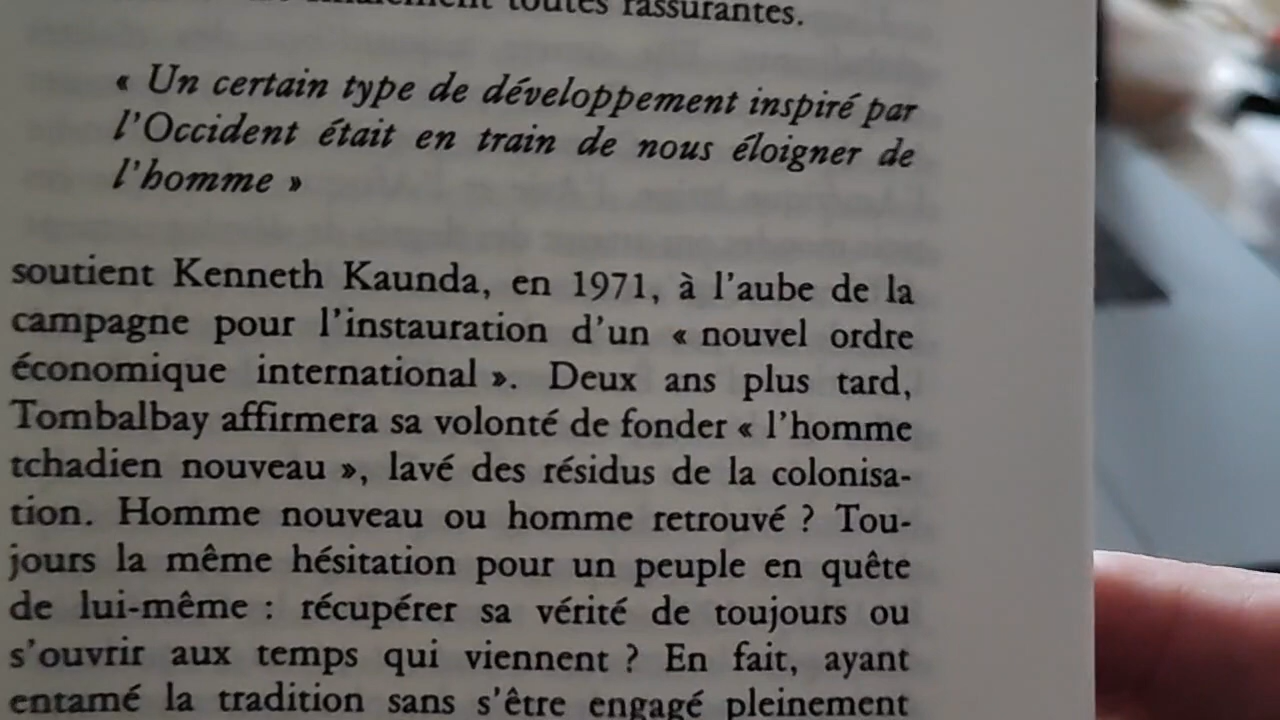 toutes rassurantes.
« Un certain type de développement inspiré par
l'Occident était en train de nous éloigner de
l'homme »
soutient Kenneth Kaunda, en 1971, à l'aube de la
campagne pour l'instauration d'un « nouvel ordre
économique international ». Deux ans plus tard,
Tombalbay affirmera sa volonté de fonder « l'homme
tchadien nouveau », lavé des résidus de la colonisa-
tion. Homme nouveau ou homme retrouvé ? Tou-
jours la même hésitation pour un peuple en quête
de lui-même : récupérer sa vérité de toujours ou
s'ouvrir aux temps qui viennent ? En fait, ayant
entamé la tradition sans s'être engagé pleinement